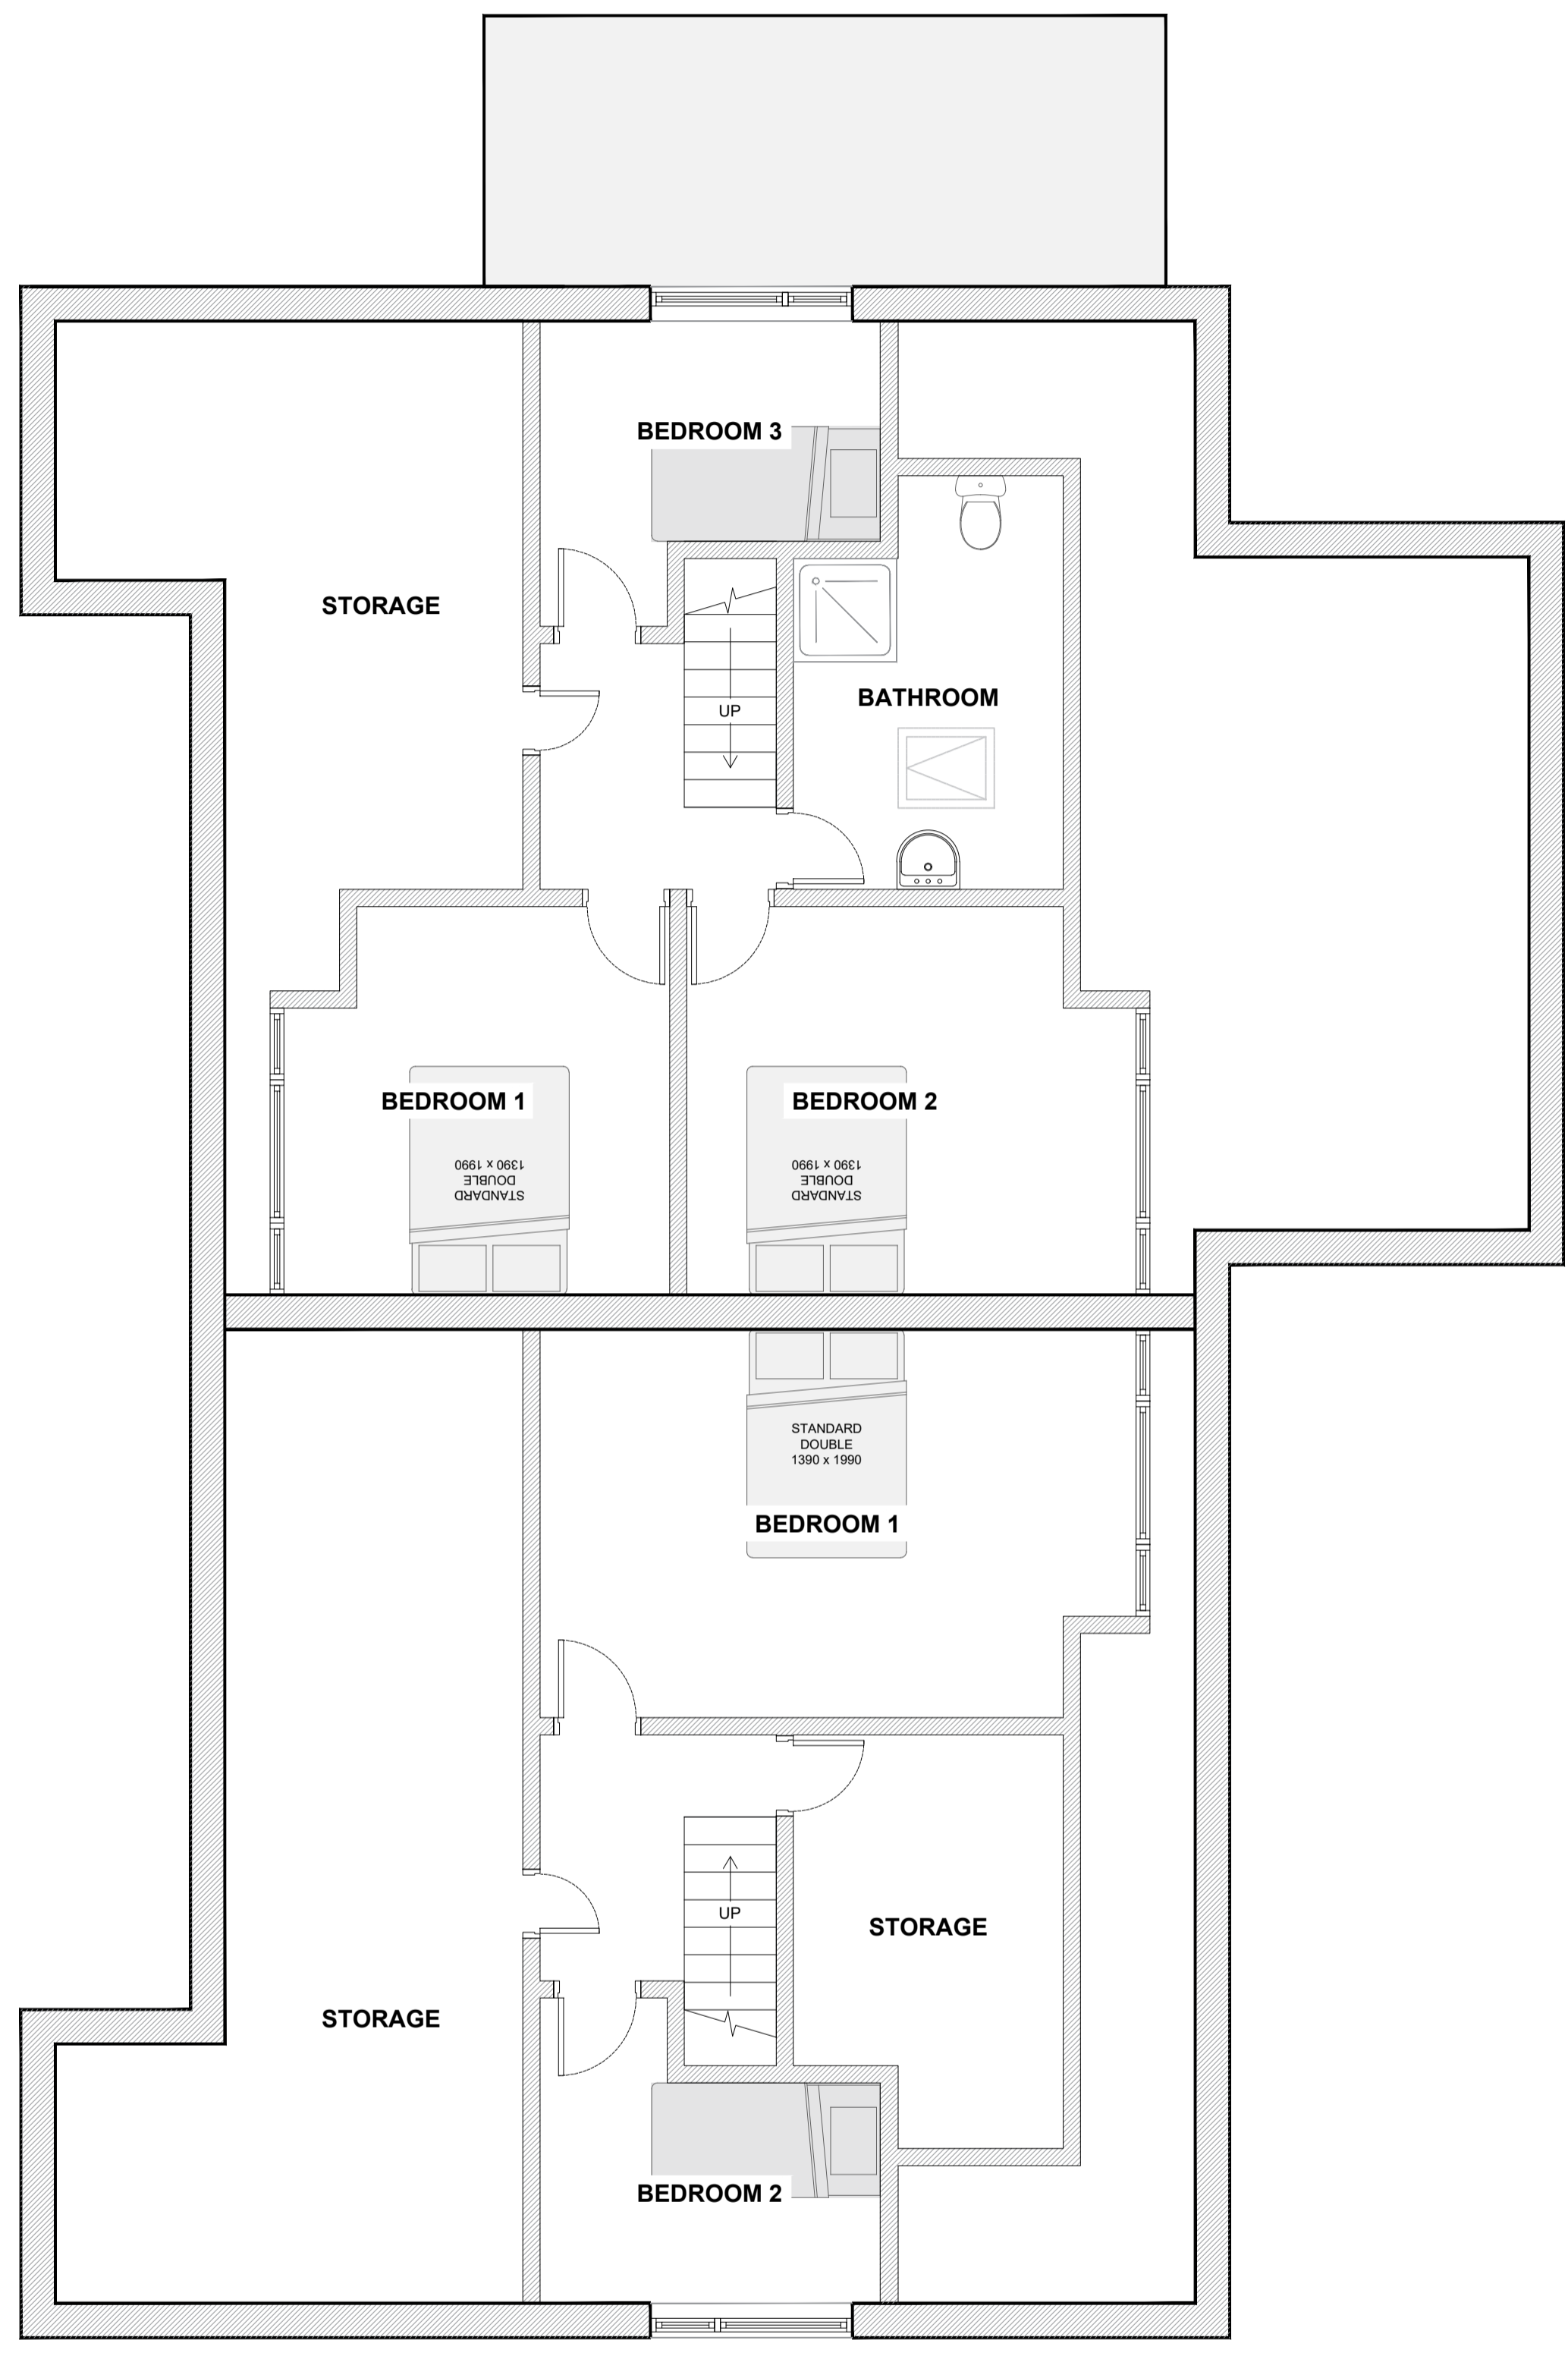 BEDROOM 3
STORAGE
BATHROOM
UP
BEDROOM 1
BEDROOM 2
STANDARD
DOUBLE
1390 x 1990
STANDARD
DOUBLE
1390 x 1990
STANDARD
DOUBLE
1390 x 1990
BEDROOM 1
UP
STORAGE
STORAGE
BEDROOM 2